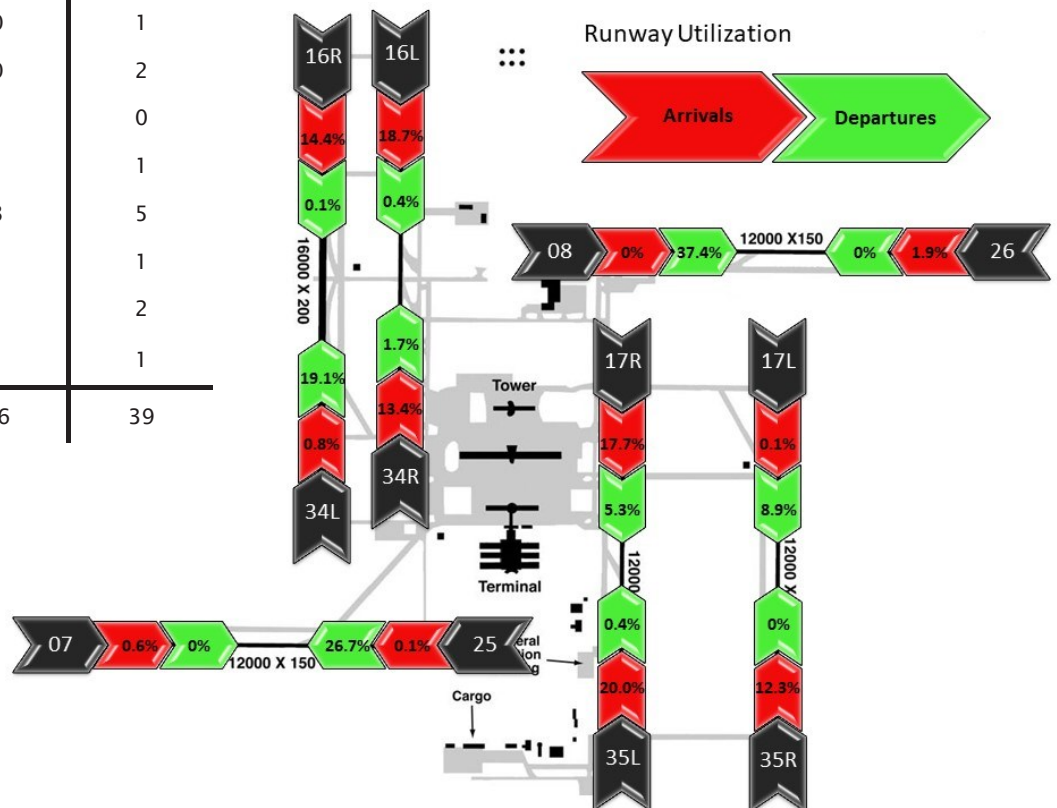 1
2
0
1
5
1
2
1
39
Runway Utilization
Arrivals
Departures
16R
16L
14.4%
18.7%
0.1%
0.4%
16000 X 200
19.1%
1.7%
0.8%
13.4%
34L
34R
08
0%
37.4%
12000 X150
0%
1.9%
26
Tower
Terminal
17R
17L
17.7%
0.1%
5.3%
8.9%
12000
12000 X
0.4%
0%
20.0%
12.3%
35L
35R
07
0.6%
0%
12000 X 150
26.7%
0.1%
25
Cargo